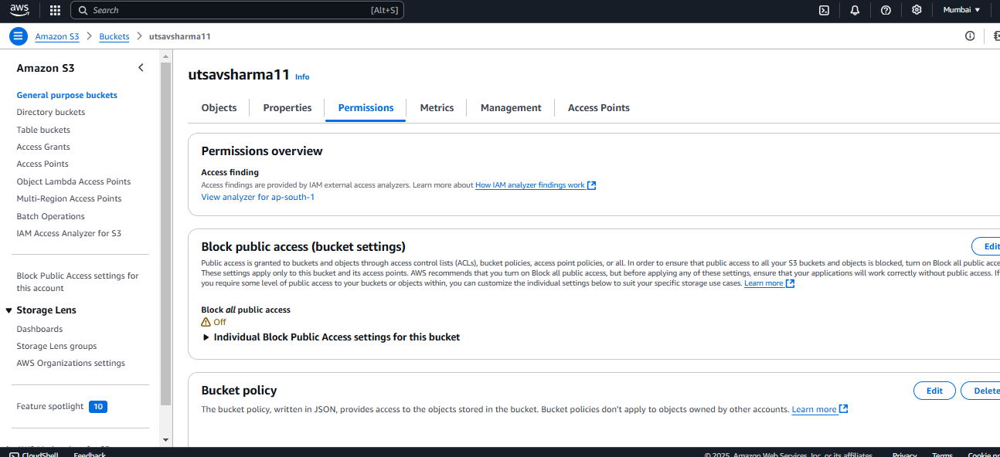 aws
Search [Alt+S]
Mumbai
Amazon S3 > Buckets > utsavsharma11
Amazon S3
General purpose buckets
Directory buckets
Table buckets
Access Grants
Access Points
Object Lambda Access Points
Multi-Region Access Points
Batch Operations
IAM Access Analyzer for S3
Block Public Access settings for
this account
Storage Lens
Dashboards
Storage Lens groups
AWS Organizations settings
Feature spotlight 10
utsavsharma11 Info
Objects Properties Permissions Metrics Management Access Points
Permissions overview
Access finding
Access findings are provided by IAM external access analyzers. Learn more about How IAM analyzer findings work
View analyzer for ap-south-1
Block public access (bucket settings)
Edit
Public access is granted to buckets and objects through access control lists (ACLs), bucket policies, access point policies, or all. In order to ensure that public access to all your S3 buckets and objects is blocked, turn on Block all public
These settings apply only to this bucket and its access points. AWS recommends that you turn on Block all public access, but before applying any of these settings, ensure that your applications will work correctly without public access. If
you require some level of public access to your buckets or objects within, you can customize the individual settings below to suit your specific storage use cases. Learn more
Block all public access
Off
Individual Block Public Access settings for this bucket
Bucket policy
Edit Delete
The bucket policy, written in JSON, provides access to the objects stored in the bucket. Bucket policies don't apply to objects owned by other accounts. Learn more
CloudShell Feedback
© 2025, Amazon Web Services, Inc. or its affiliates. Privacy Terms Cookie